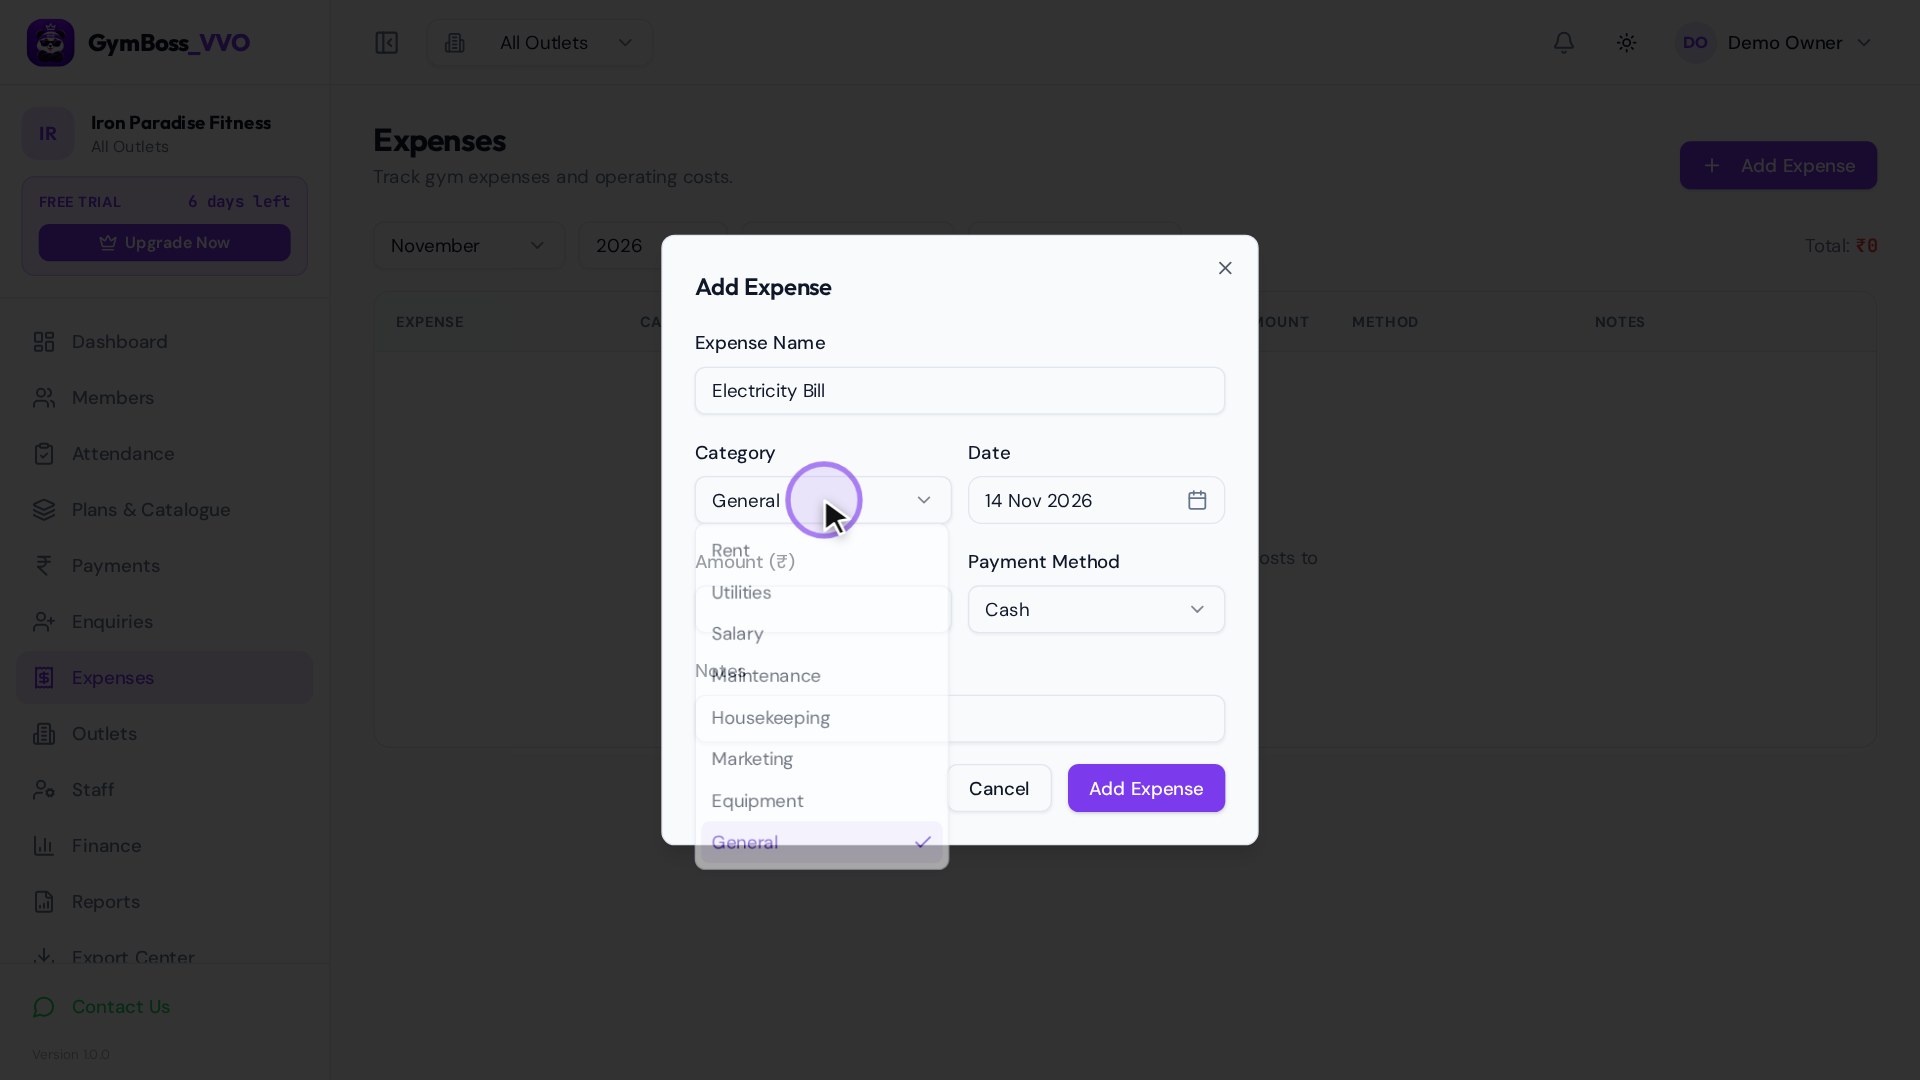 GymBoss_VVO
All Outlets
DO Demo Owner
IR
Iron Paradise Fitness
All Outlets
FREE TRIAL 6 days left
Upgrade Now
Dashboard
Members
Attendance
Plans & Catalogue
Payments
Enquiries
Expenses
Outlets
Staff
Finance
Reports
Export Center
Contact Us
Version 1.0.0
Expenses
Track gym expenses and operating costs.
Add Expense
November
2026
Total: ₹0
EXPENSE
METHOD
NOTES
costs to
Add Expense
Expense Name
Electricity Bill
Category
Date
General
14 Nov 2026
Amount (₹)
Payment Method
Cash
Notes
Rent
Utilities
Salary
Maintenance
Housekeeping
Marketing
Equipment
General
Cancel
Add Expense